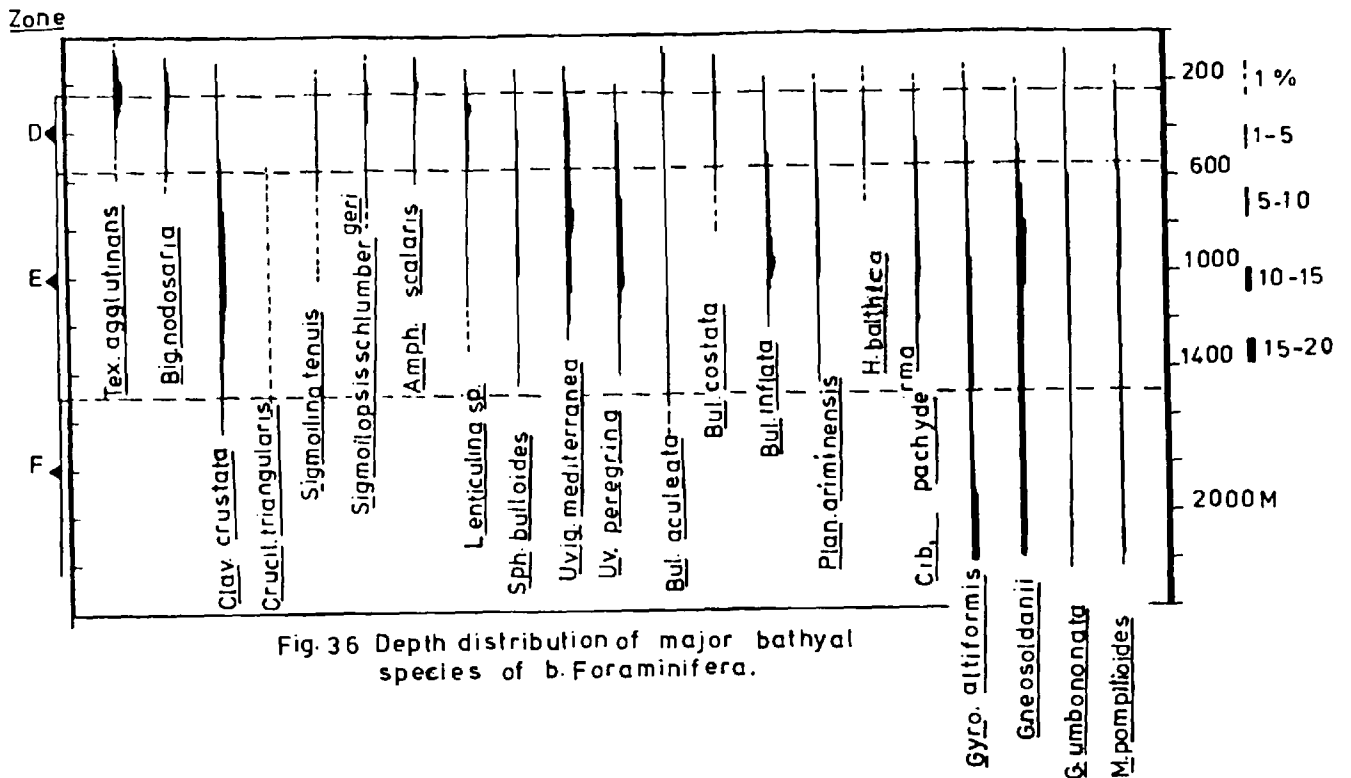 Zone
D
E
F
Tex. agglutinans
Big.nodosaria
Clav. crustata
Crucil.triangularis
Sigmoilina tenuis
Sigmoilopsis schlumbergeri
Amph. scalaris
Lenticulina sp.
Sph.bulloides
Uvig. mediterranea
Uv. peregrina
Bul. aculeata
Bul. costata
Bul. inflata
Plan.ariminensis
H. balthica
Cib. pachyderma
Gyro. altiformis
G.neosoldanii
G. umbononata
M.pompilioides
200
600
1000
1400
2000 M
1 %
1-5
5-10
10-15
15-20
Fig. 36 Depth distribution of major bathyal
species of b. Foraminifera.